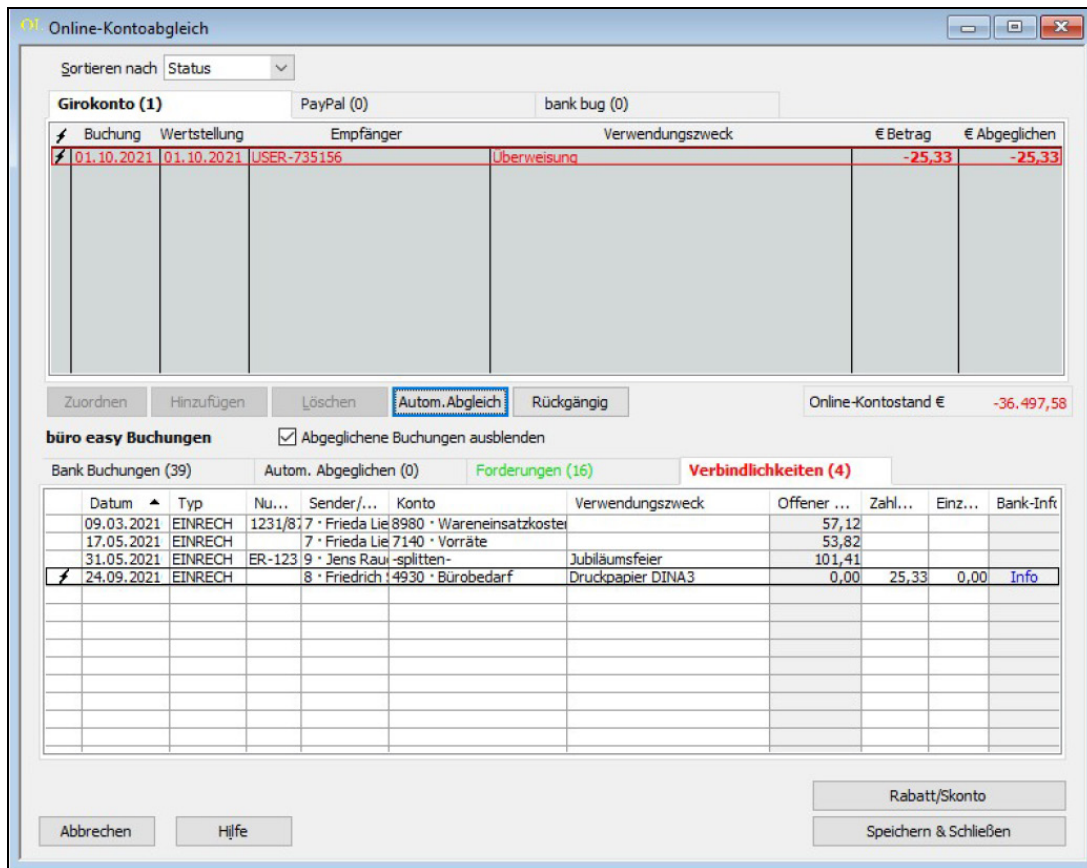 OL Online-Kontoabgleich
Sortieren nach Status
Girokonto (1) PayPal (0) bank bug (0)
Buchung Wertstellung Empfänger Verwendungszweck € Betrag € Abgeglichen
01.10.2021 01.10.2021 USER-735156 Überweisung -25,33 -25,33
Zuordnen Hinzufügen Löschen Autom.Abgleich Rückgängig Online-Kontostand € -36.497,58
büro easy Buchungen Abgeglichene Buchungen ausblenden
Bank Buchungen (39) Autom. Abgeglichen (0) Forderungen (16) Verbindlichkeiten (4)
Datum Typ Nu... Sender/... Konto Verwendungszweck Offener ... Zahl... Einz... Bank-Info
09.03.2021 EINRECH 1231/87 7 · Frieda Lie 8980 · Wareneinsatzkoster 57,12
17.05.2021 EINRECH 7 · Frieda Lie 7140 · Vorräte 53,82
31.05.2021 EINRECH ER-123 9 · Jens Rau -splitten- Jubiläumsfeier 101,41
24.09.2021 EINRECH 8 · Friedrich 4930 · Bürobedarf Druckpapier DINA3 0,00 25,33 0,00 Info
Rabatt/Skonto
Abbrechen Hilfe Speichern & Schließen